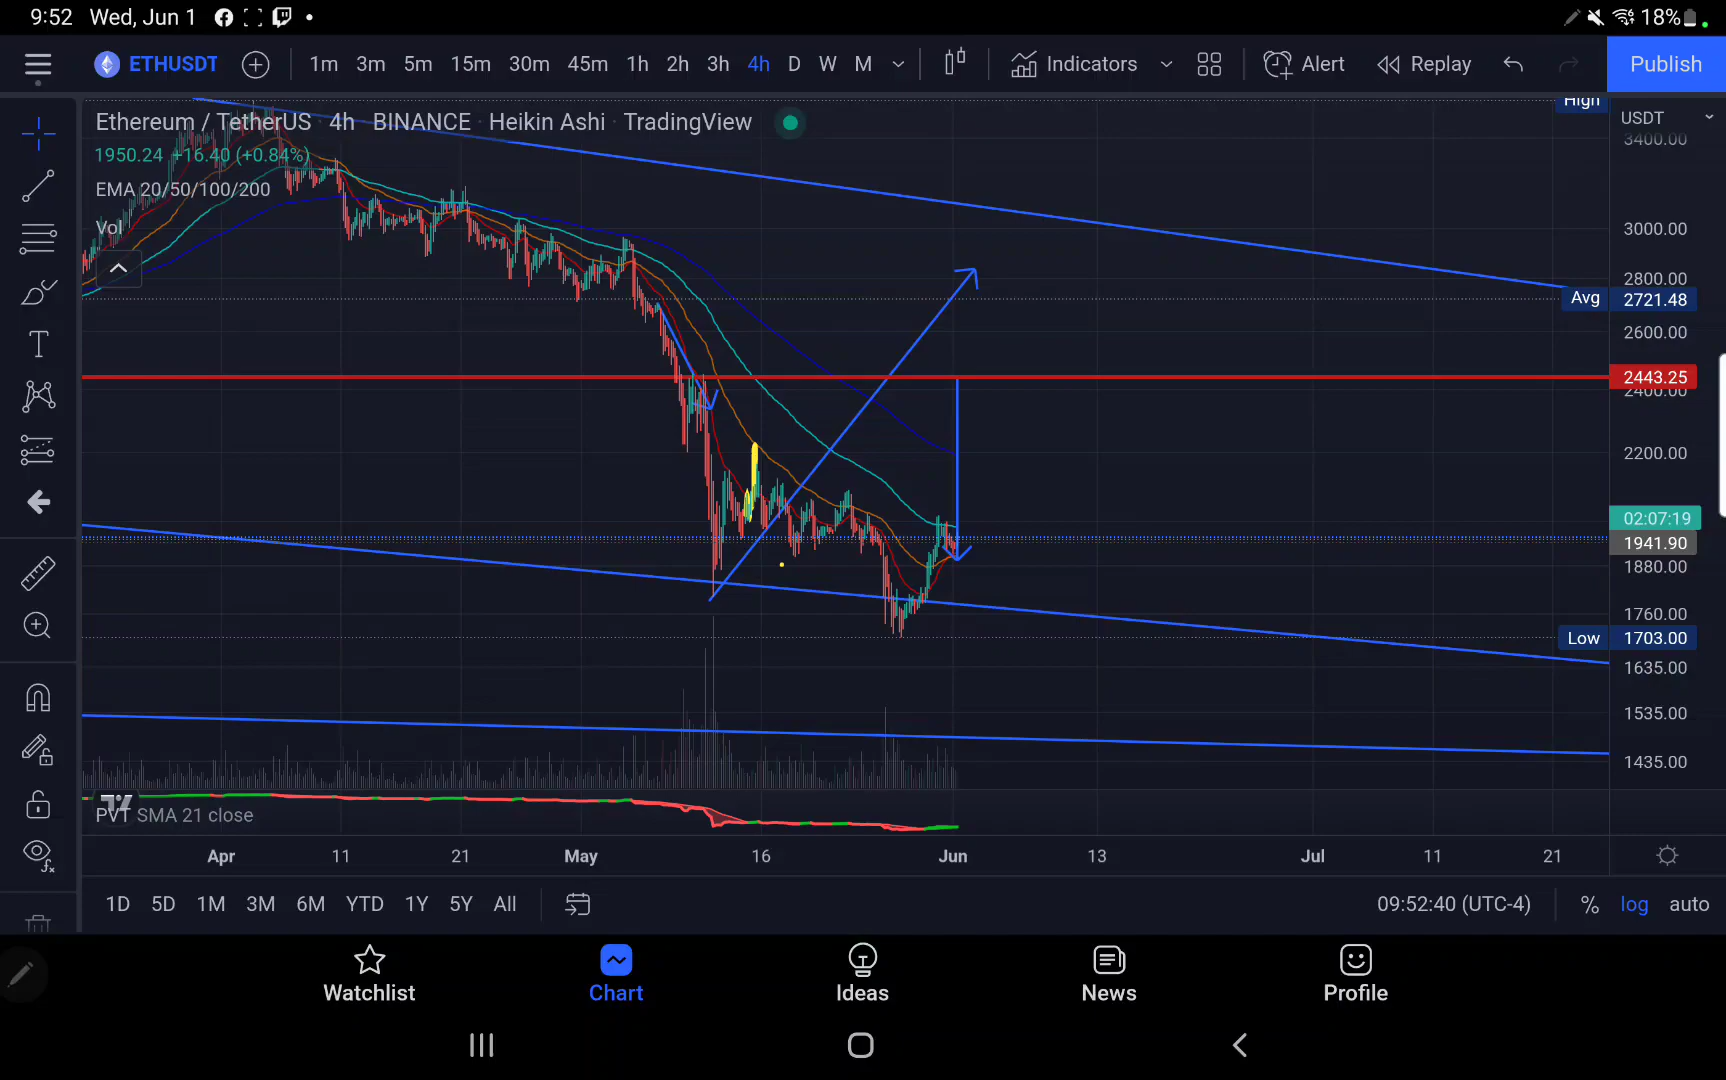 9:52 Wed, Jun 1 18%
ETHUSDT 1m 3m 5m 15m 30m 45m 1h 2h 3h 4h D W M Indicators Alert Replay Publish
High
Ethereum / TetherUS 4h BINANCE Heikin Ashi TradingView
USDT
3400.00
1950.24 +16.40 (+0.84%)
EMA 20/50/100/200
Vol
3000.00
2800.00
Avg 2721.48
2600.00
2443.25
2400.00
2200.00
02:07:19
1941.90
1880.00
1760.00
Low 1703.00
1635.00
1535.00
1435.00
PVT SMA 21 close
Apr 11 21 May 16 Jun 13 Jul 11 21
1D 5D 1M 3M 6M YTD 1Y 5Y All 09:52:40 (UTC-4) % log auto
Watchlist Chart Ideas News Profile